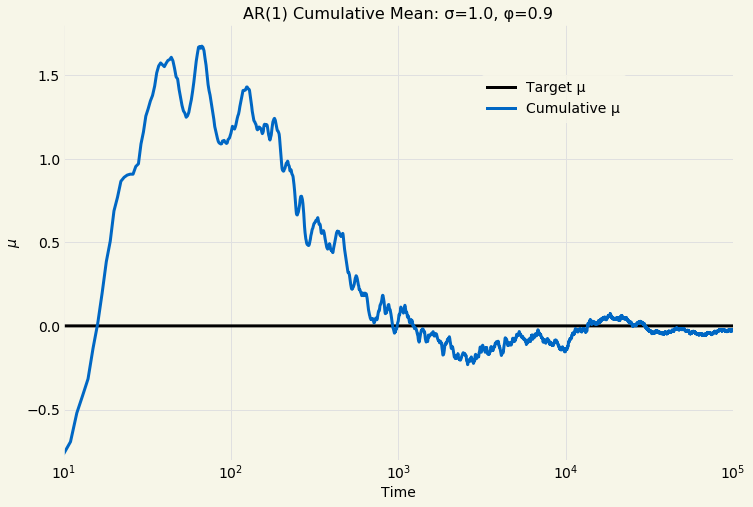 AR(1) Cumulative Mean: σ=1.0, φ=0.9
Target μ
Cumulative μ
μ
1.5
1.0
0.5
0.0
−0.5
10¹ 10² 10³ 10⁴ 10⁵
Time